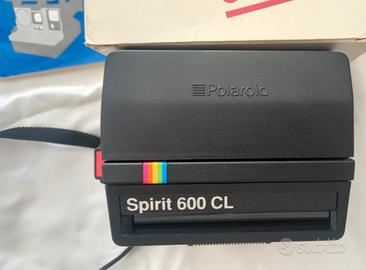 Polaroid
Spirit 600 CL
subito